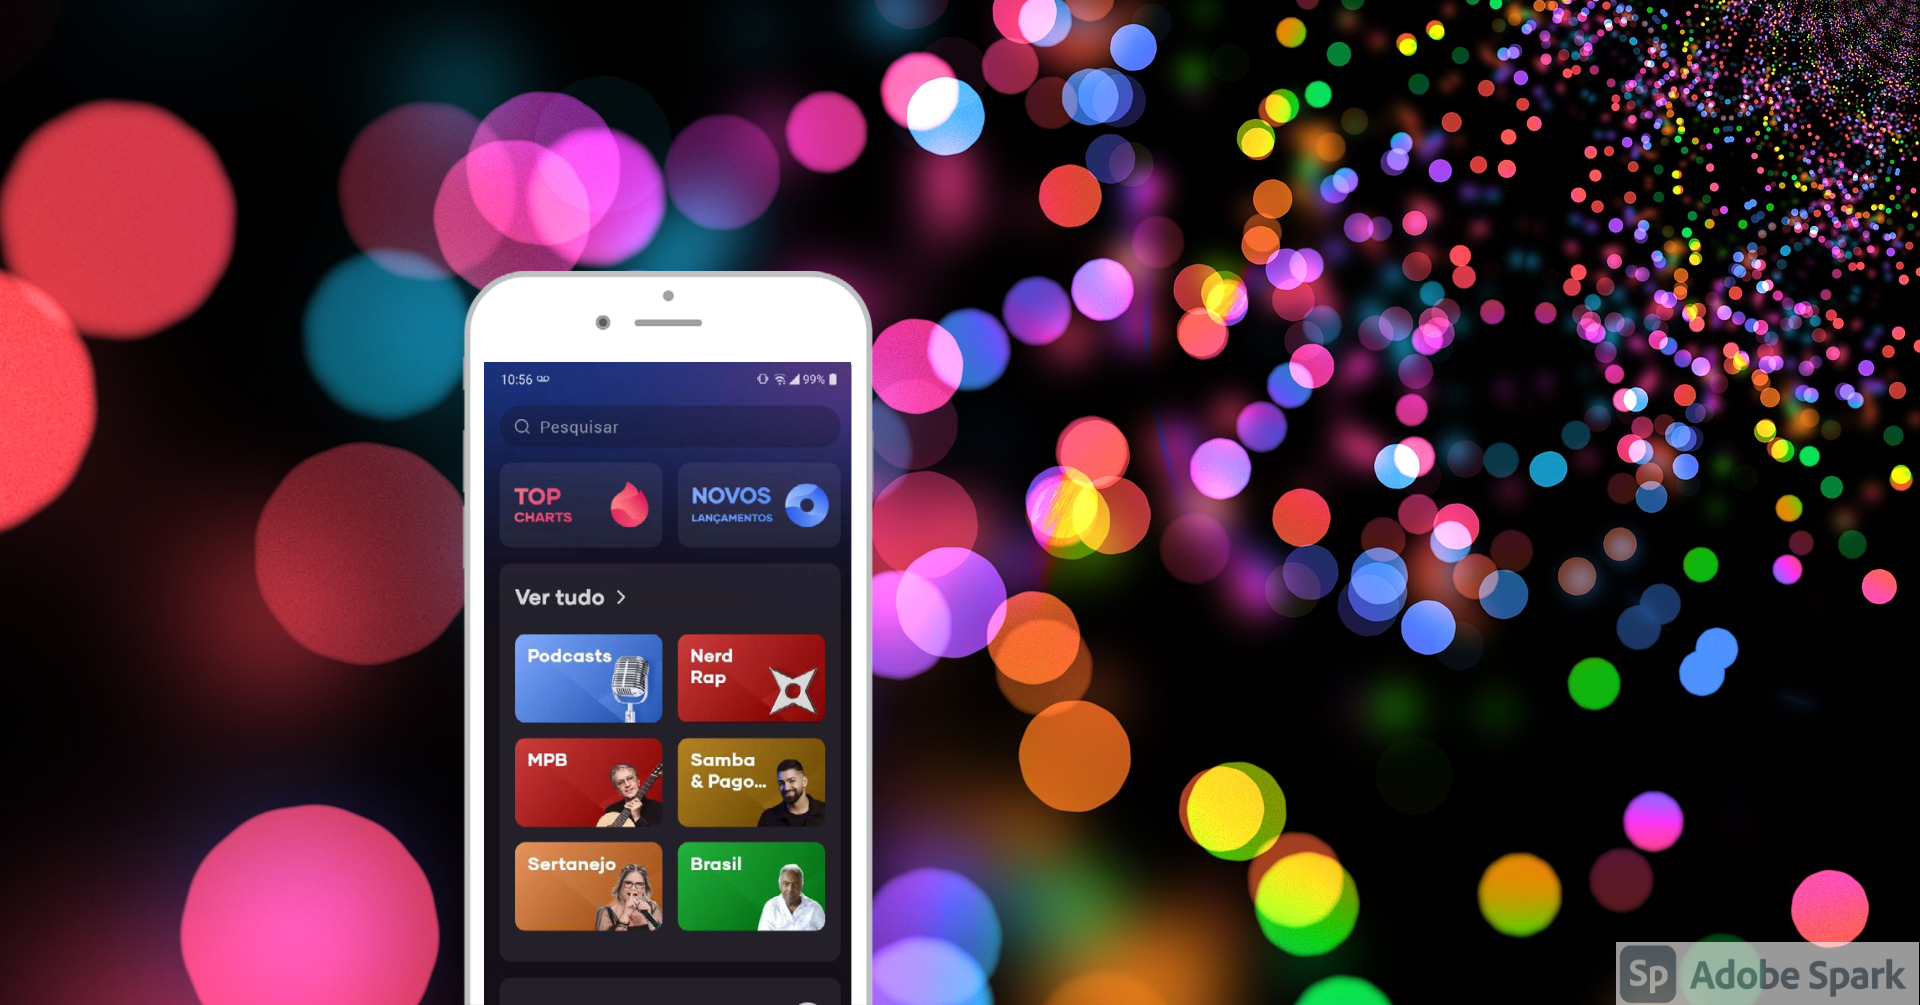 10:56
99%
Pesquisar
TOP
CHARTS
NOVOS
LANÇAMENTOS
Ver tudo
Podcasts
Nerd
Rap
MPB
Samba
& Pago...
Sertanejo
Brasil
Sp Adobe Spark